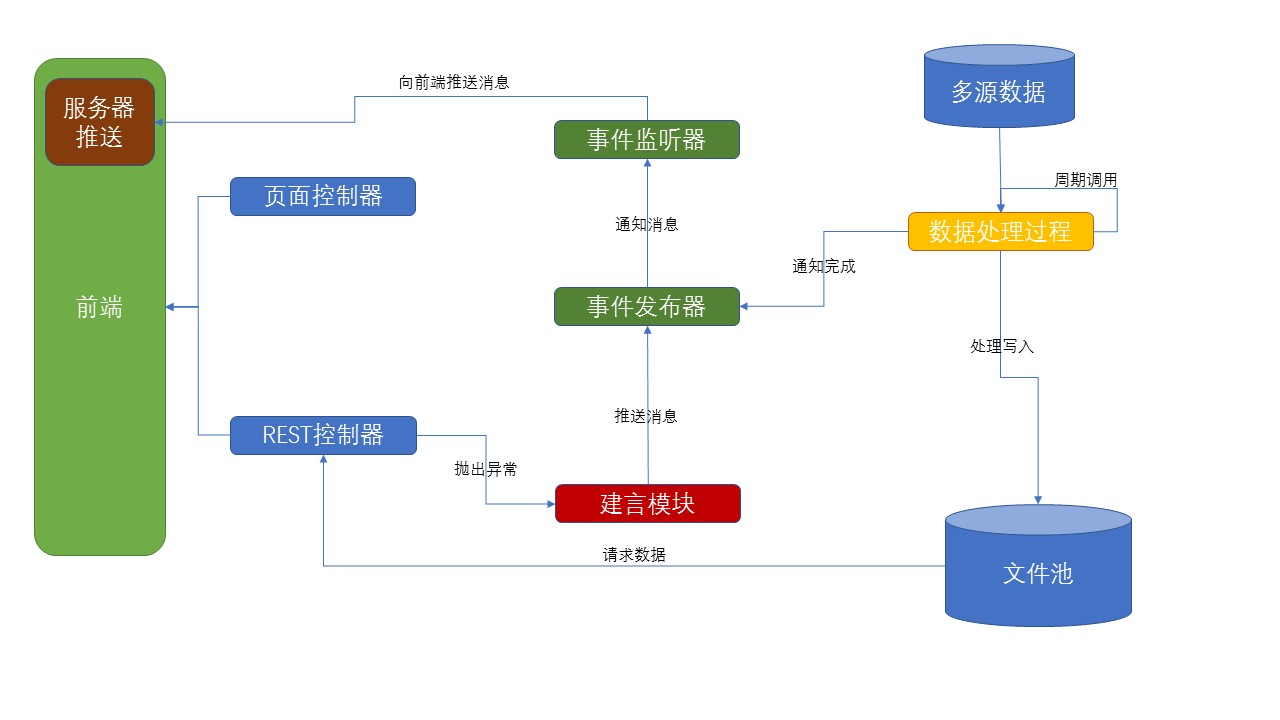 向前端推送消息
服务器
推送
多源数据
事件监听器
页面控制器
周期调用
通知消息
数据处理过程
通知完成
前端
事件发布器
处理写入
推送消息
REST控制器
抛出异常
建言模块
请求数据
文件池